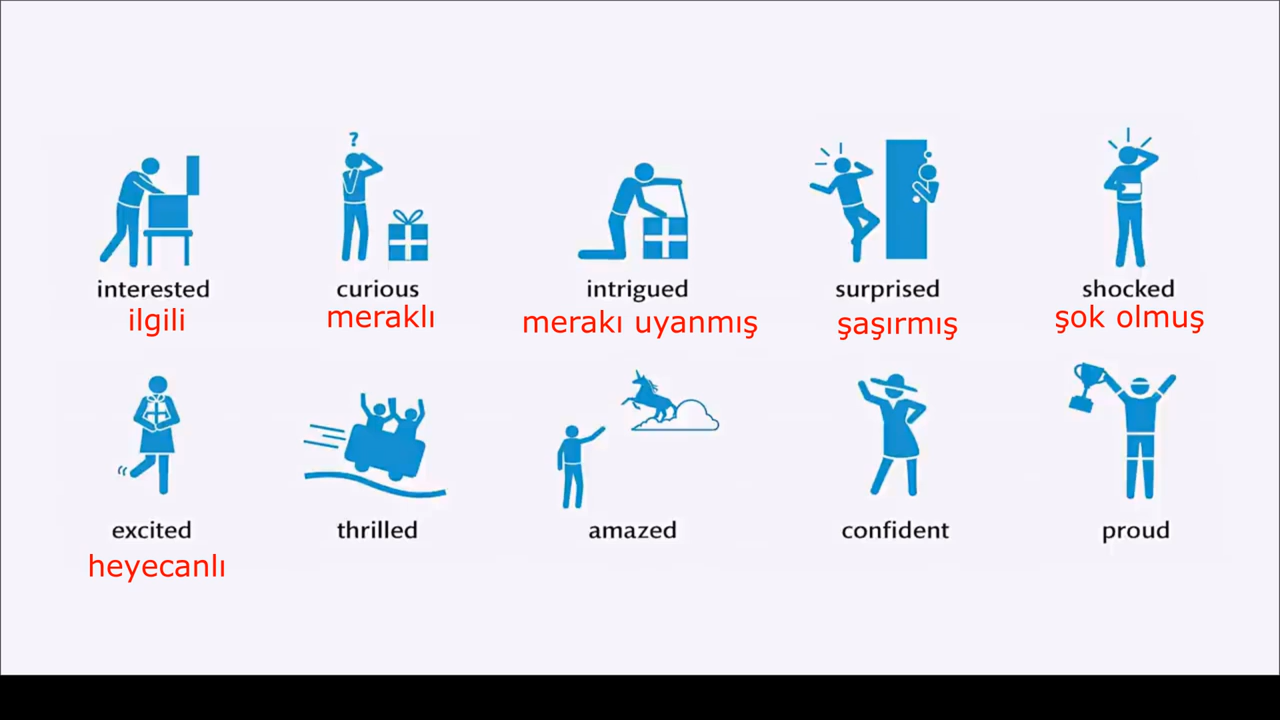 ?
interested curious intrigued surprised shocked
ilgili meraklı merakı uyanmış şaşırmış şok olmuş
excited thrilled amazed confident proud
heyecanlı